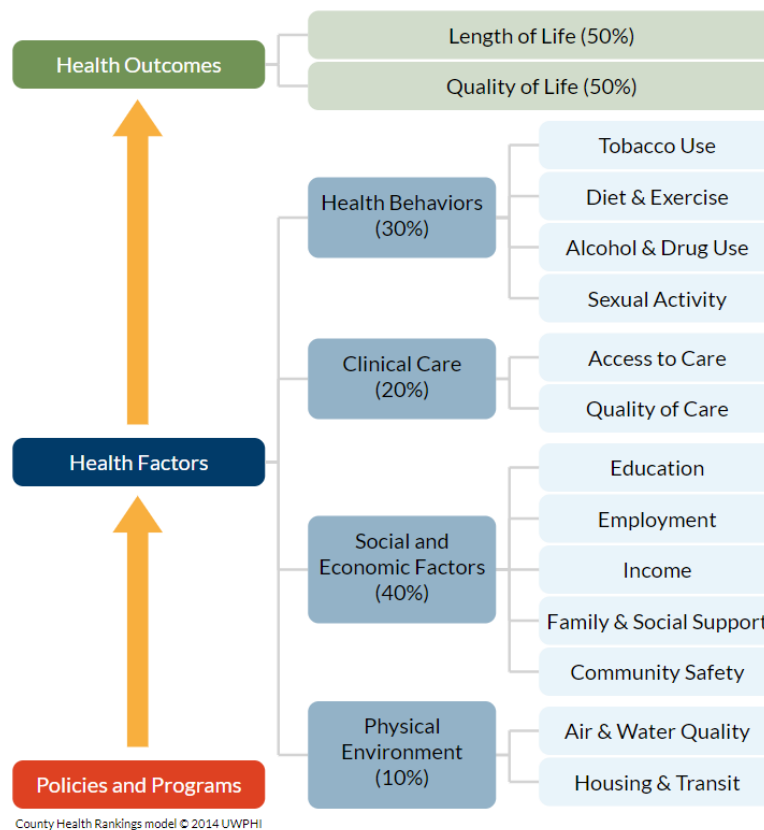 Health Outcomes
Length of Life (50%)
Quality of Life (50%)
Health Behaviors
(30%)
Tobacco Use
Diet & Exercise
Alcohol & Drug Use
Sexual Activity
Clinical Care
(20%)
Access to Care
Quality of Care
Health Factors
Social and
Economic Factors
(40%)
Education
Employment
Income
Family & Social Support
Community Safety
Physical
Environment
(10%)
Air & Water Quality
Housing & Transit
Policies and Programs
County Health Rankings model © 2014 UWPHI